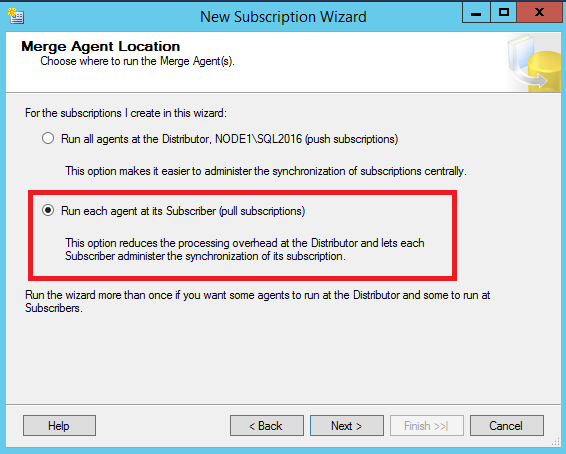 New Subscription Wizard
Merge Agent Location
Choose where to run the Merge Agent(s).
For the subscriptions I create in this wizard:
Run all agents at the Distributor, NODE1\SQL2016 (push subscriptions)
This option makes it easier to administer the synchronization of subscriptions centrally.
Run each agent at its Subscriber (pull subscriptions)
This option reduces the processing overhead at the Distributor and lets each
Subscriber administer the synchronization of its subscription.
Run the wizard more than once if you want some agents to run at the Distributor and some to run at
Subscribers.
Help
< Back
Next >
Finish >>|
Cancel